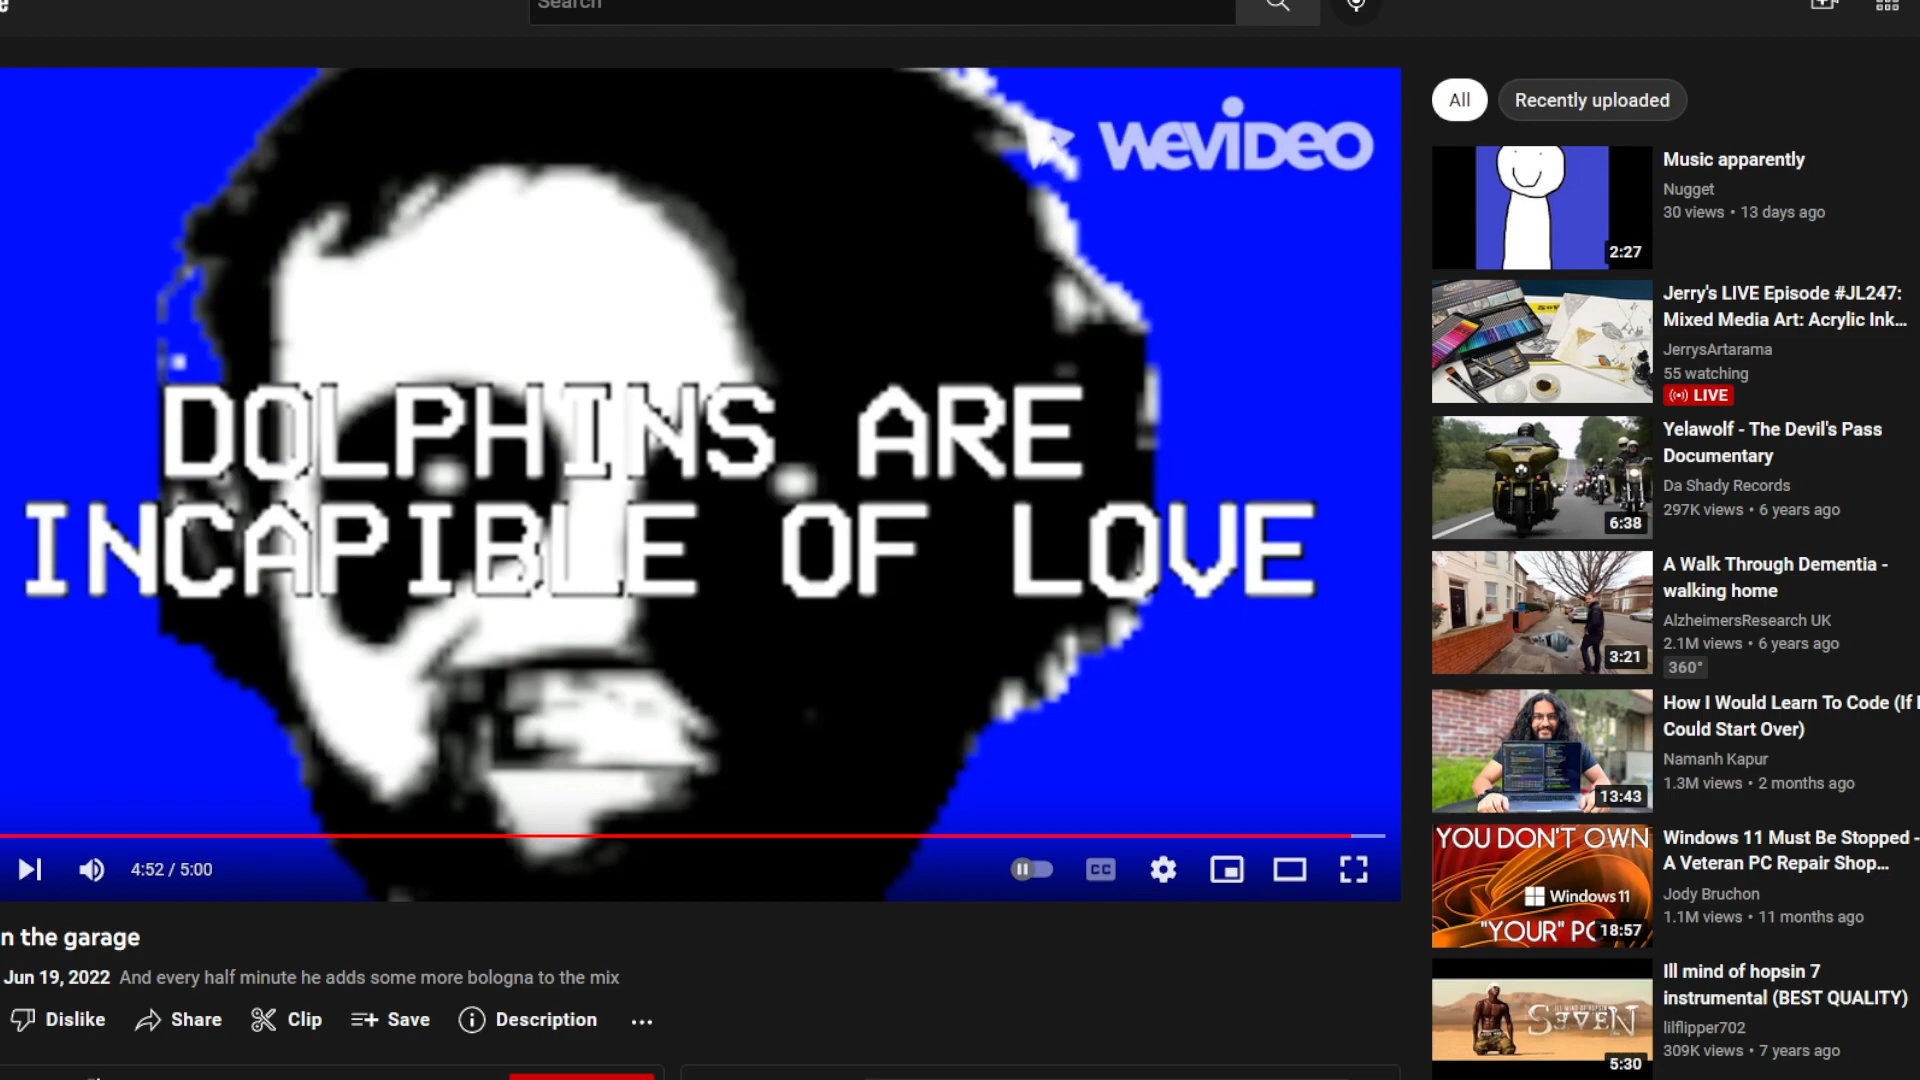 Search
WEVIDEO
DOLPHINS ARE
INCAPIBLE OF LOVE
4:52 / 5:00
CC
n the garage
Jun 19, 2022 And every half minute he adds some more bologna to the mix
Dislike Share Clip Save Description ...
All Recently uploaded
2:27
Music apparently
Nugget
30 views • 13 days ago
Jerry's LIVE Episode #JL247:
Mixed Media Art: Acrylic Ink...
JerrysArtarama
55 watching
LIVE
6:38
Yelawolf - The Devil's Pass
Documentary
Da Shady Records
297K views • 6 years ago
3:21
A Walk Through Dementia -
walking home
AlzheimersResearch UK
2.1M views • 6 years ago
360°
13:43
How I Would Learn To Code (If I
Could Start Over)
Namanh Kapur
1.3M views • 2 months ago
YOU DON'T OWN
Windows 11
"YOUR" PC
18:57
Windows 11 Must Be Stopped -
A Veteran PC Repair Shop...
Jody Bruchon
1.1M views • 11 months ago
SEVEN
5:30
Ill mind of hopsin 7
instrumental (BEST QUALITY)
lilflipper702
309K views • 7 years ago